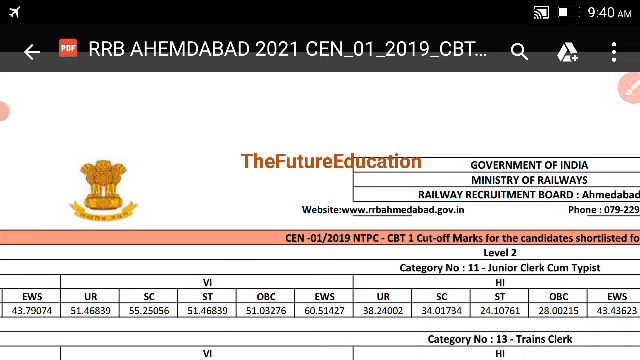 9:40 AM
PDF RRB AHEMDABAD 2021 CEN_01_2019_CBT...
TheFutureEducation
GOVERNMENT OF INDIA
MINISTRY OF RAILWAYS
RAILWAY RECRUITMENT BOARD : Ahmedabad
Website:www.rrbahmedabad.gov.in Phone : 079-229
CEN -01/2019 NTPC - CBT 1 Cut-off Marks for the candidates shortlisted fo
Level 2
Category No : 11 - Junior Clerk Cum Typist
VI HI
EWS UR SC ST OBC EWS UR SC ST OBC EWS
43.79074 51.46839 55.25056 51.46839 51.03276 60.51427 38.24002 34.01734 24.10761 28.00215 43.43623
Category No : 13 - Trains Clerk
VI HI